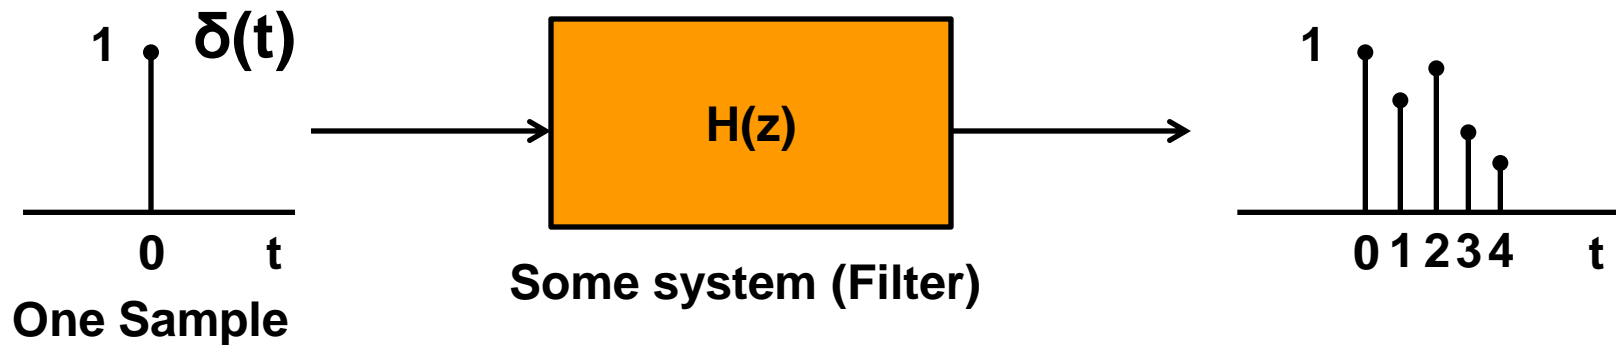 1 δ(t)
0 t
One Sample
H(z)
Some system (Filter)
1
0 1 2 3 4 t